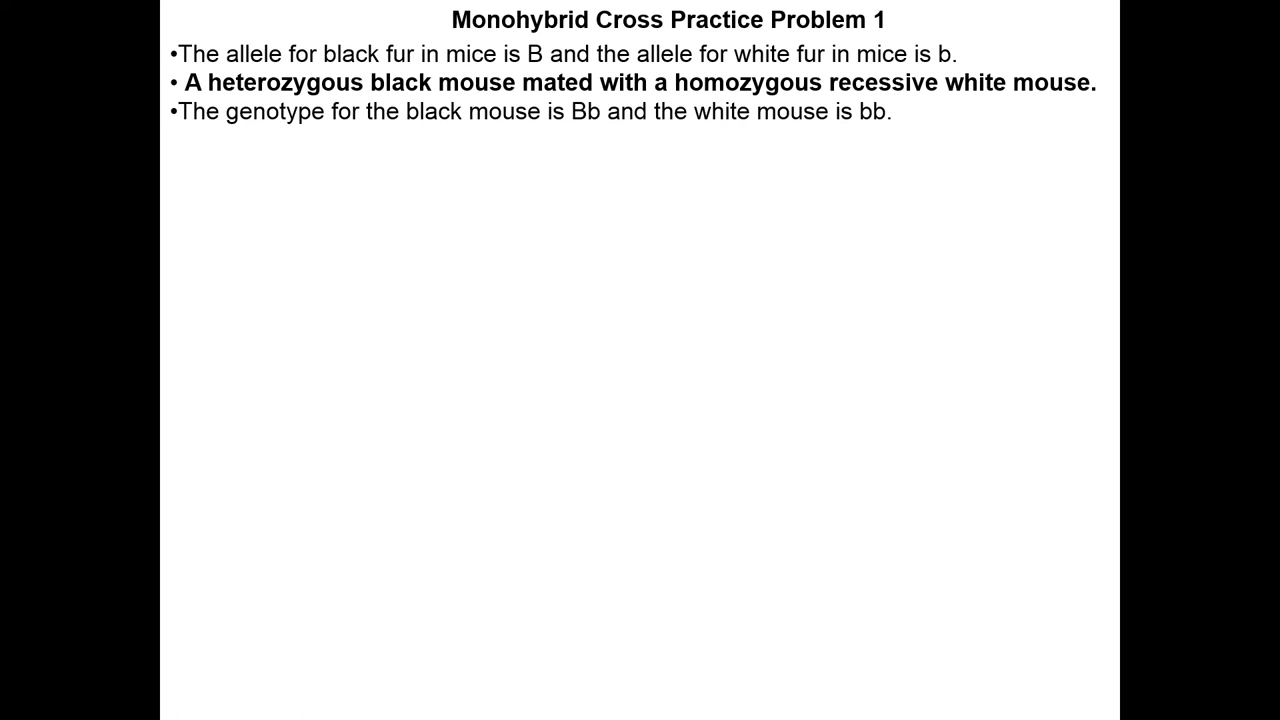 Monohybrid Cross Practice Problem 1
•The allele for black fur in mice is B and the allele for white fur in mice is b.
• A heterozygous black mouse mated with a homozygous recessive white mouse.
•The genotype for the black mouse is Bb and the white mouse is bb.